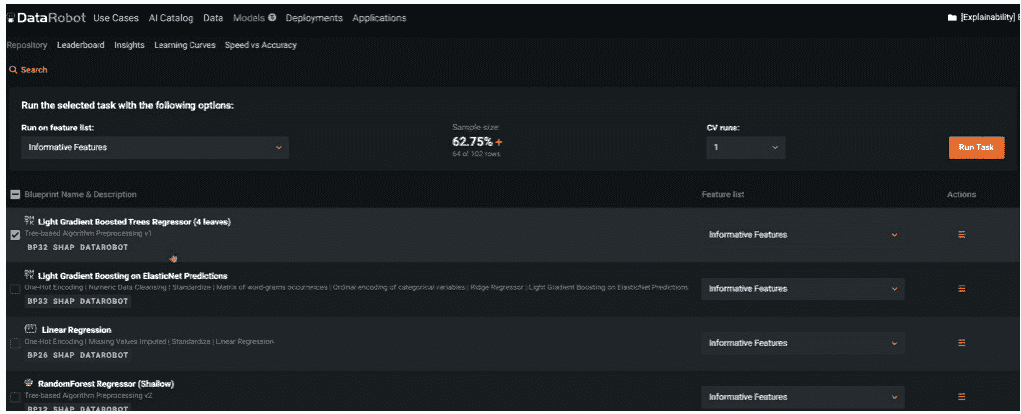 DataRobot Use Cases AI Catalog Data Models Deployments Applications [Explainability]
Repository Leaderboard Insights Learning Curves Speed vs Accuracy
Search
Run the selected task with the following options:
Run on feature list: Sample size: CV runs:
Informative Features 62.75% + 1 Run Task
64 of 102 rows
Blueprint Name & Description Feature list Actions
Light Gradient Boosted Trees Regressor (4 leaves)
Tree-based Algorithm Preprocessing v1 Informative Features
BP32 SHAP DATAROBOT
Light Gradient Boosting on ElasticNet Predictions
One-Hot Encoding | Numeric Data Cleansing | Standardize | Matrix of word-grams occurrences | Ordinal encoding of categorical variables | Ridge Regressor | Light Gradient Boosting on ElasticNet Predictions Informative Features
BP33 SHAP DATAROBOT
Linear Regression
One-Hot Encoding | Missing Values Imputed | Standardize | Linear Regression Informative Features
BP26 SHAP DATAROBOT
RandomForest Regressor (Shallow)
Tree-based Algorithm Preprocessing v2 Informative Features
SHAP DATAROBOT